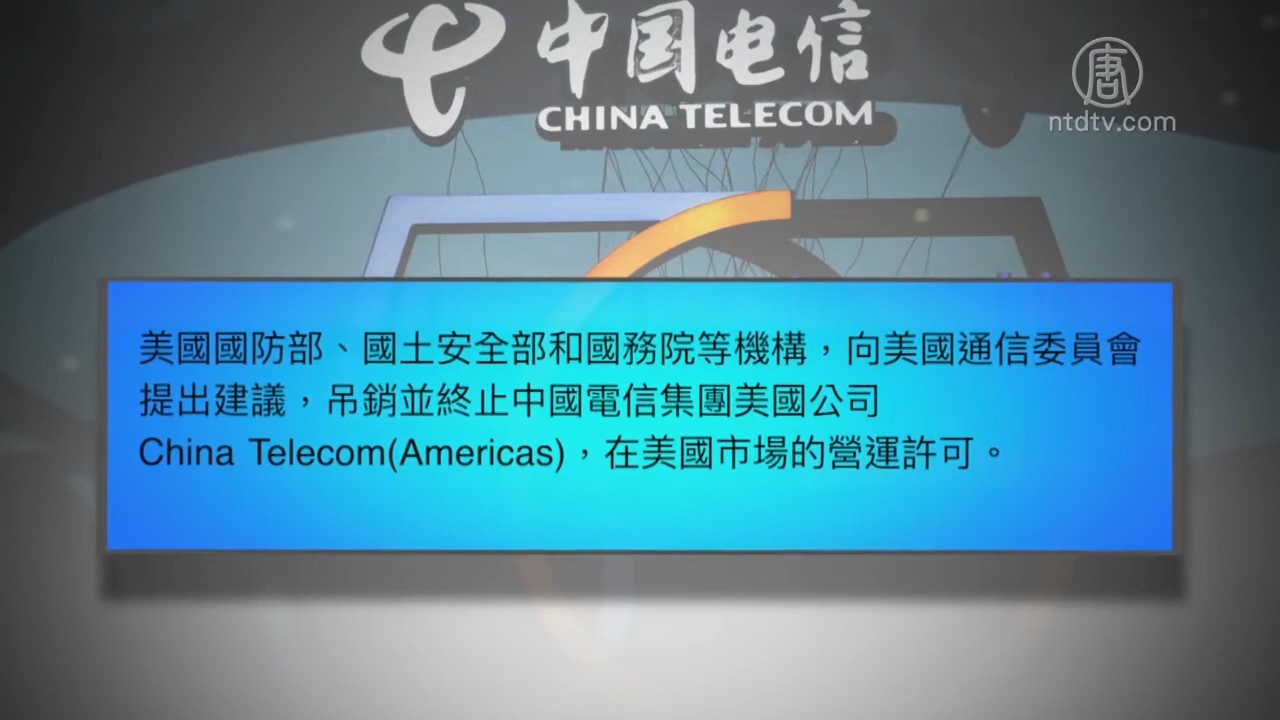 中国电信
CHINA TELECOM
唐
ntdtv.com
美國國防部、國土安全部和國務院等機構，向美國通信委員會
提出建議，吊銷並終止中國電信集團美國公司
China Telecom(Americas)，在美國市場的營運許可。